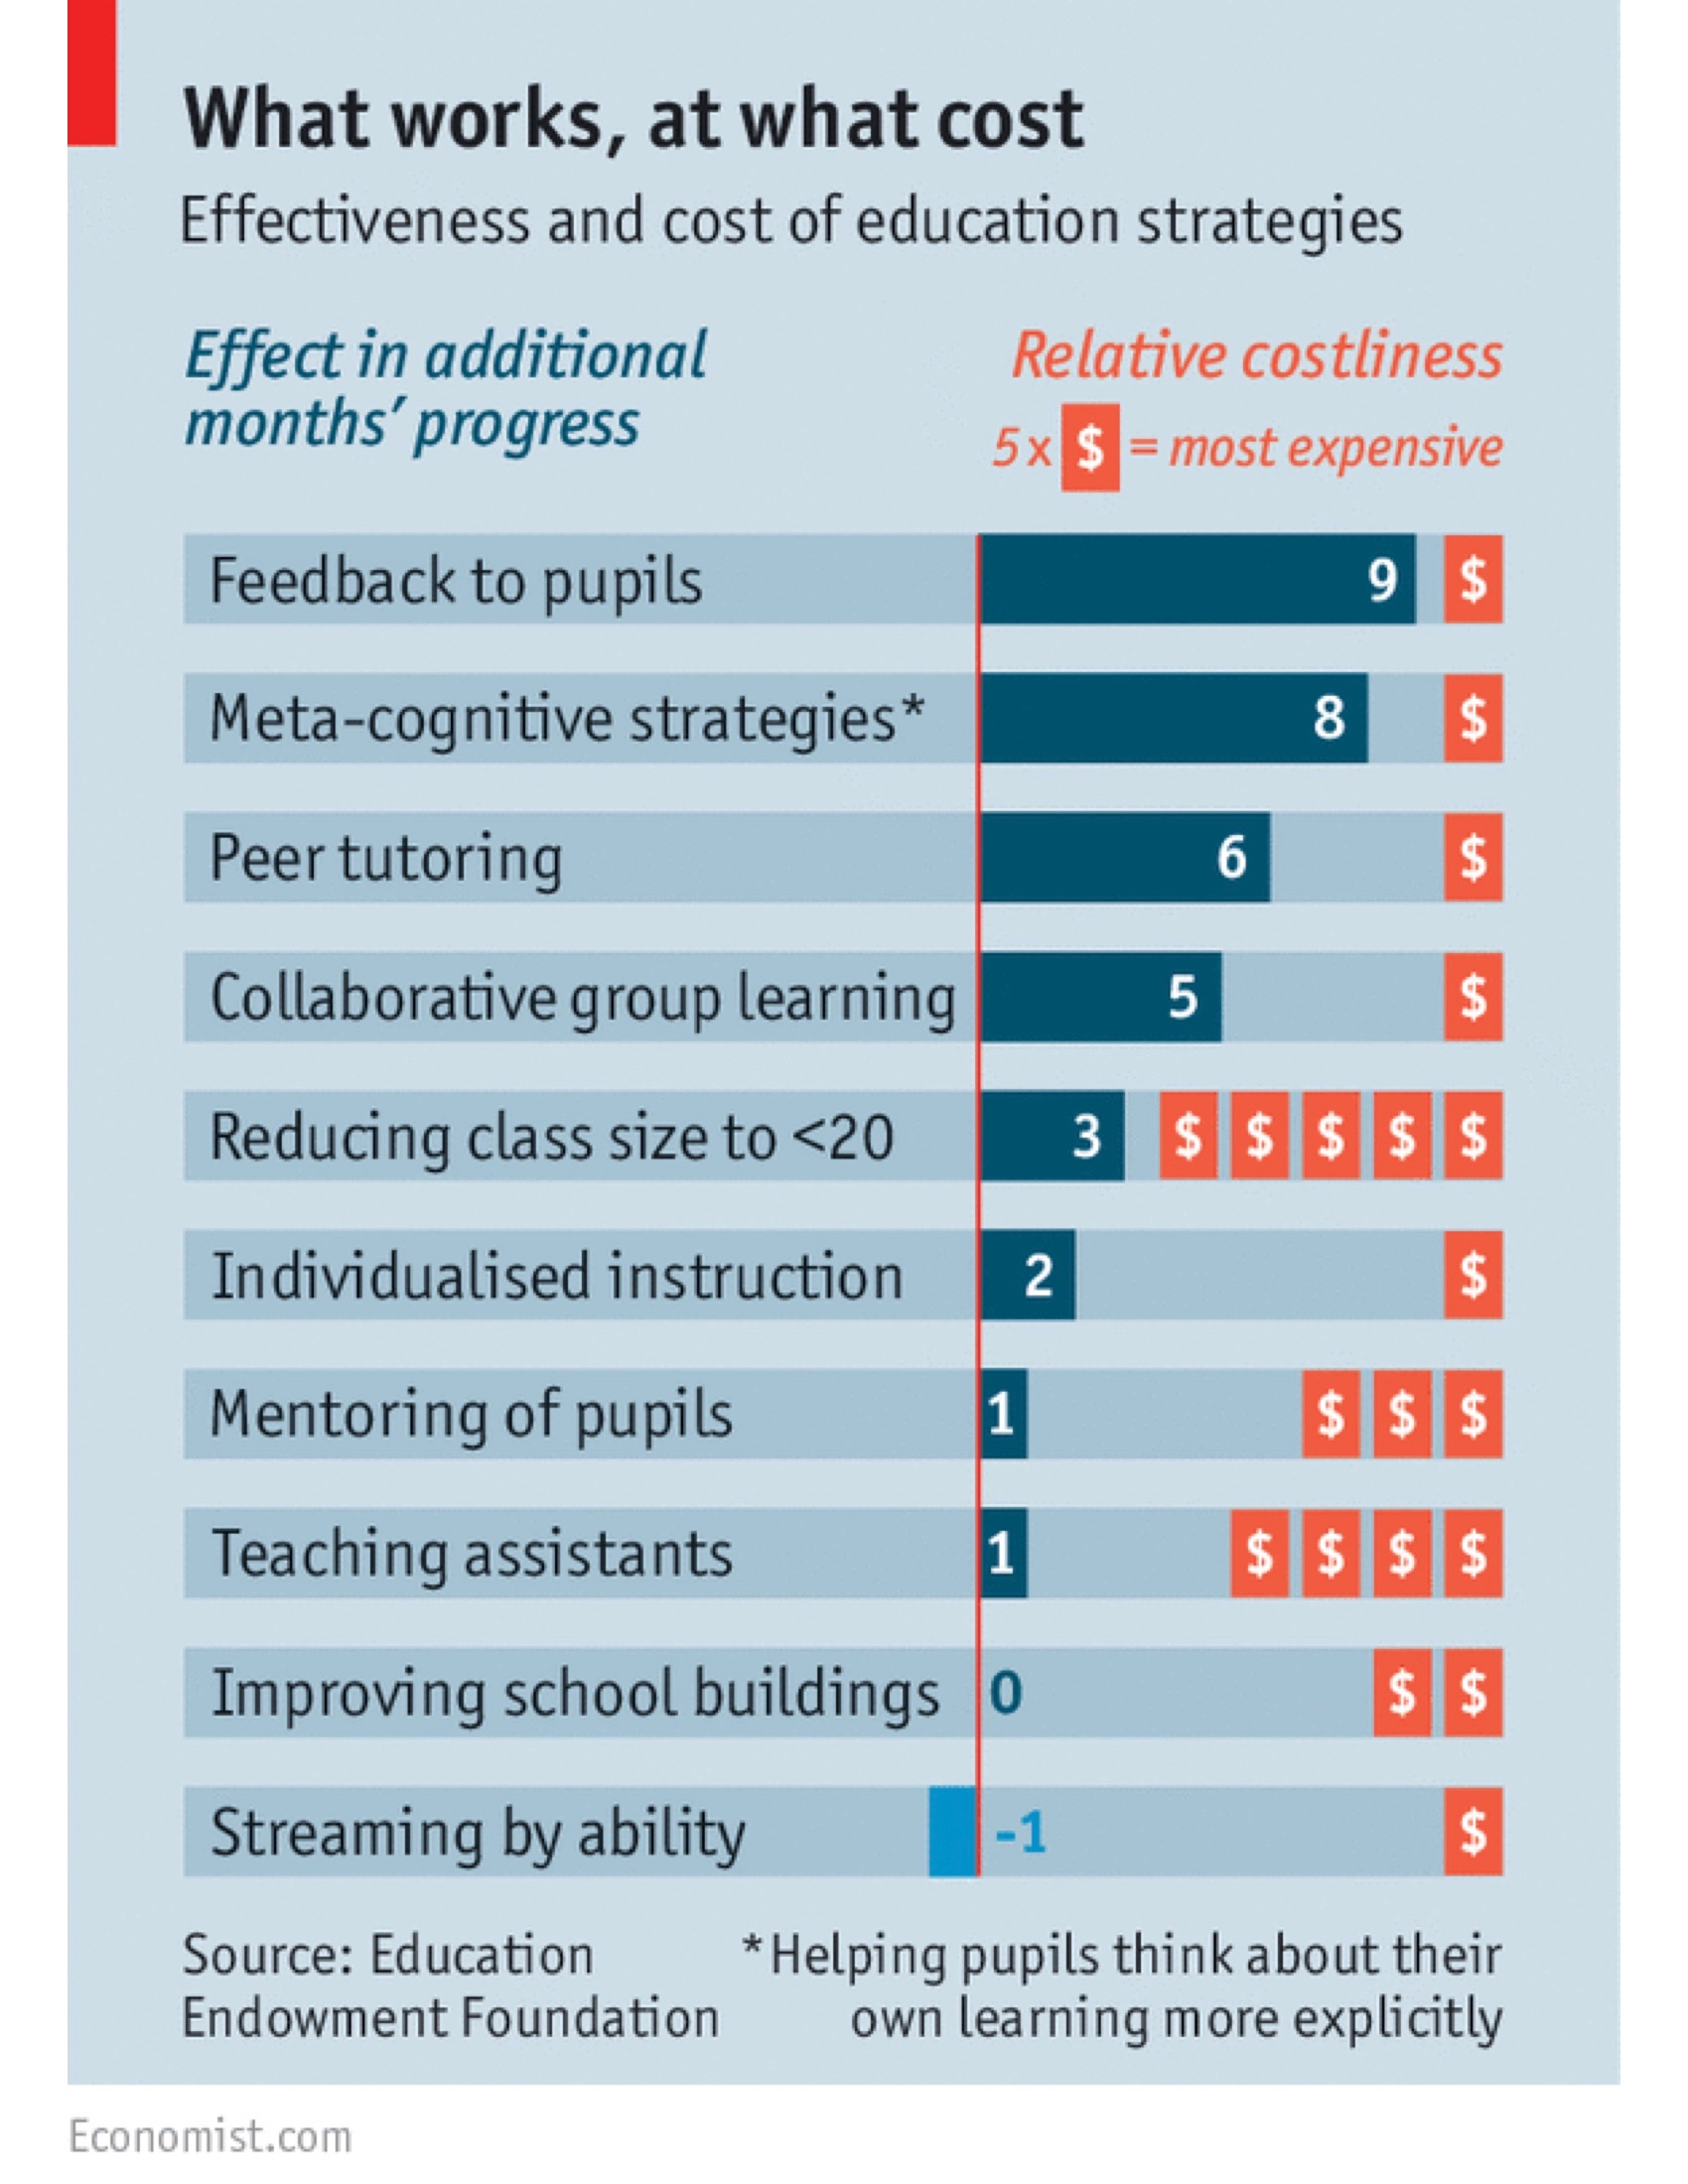 What works, at what cost
Effectiveness and cost of education strategies
Effect in additional
months’ progress
Relative costliness
5 x $ = most expensive
Feedback to pupils 9 $
Meta-cognitive strategies* 8 $
Peer tutoring 6 $
Collaborative group learning 5 $
Reducing class size to <20 3 $ $ $ $ $
Individualised instruction 2 $
Mentoring of pupils 1 $ $ $
Teaching assistants 1 $ $ $ $
Improving school buildings 0 $ $
Streaming by ability -1 $
Source: Education
Endowment Foundation
*Helping pupils think about their
own learning more explicitly
Economist.com